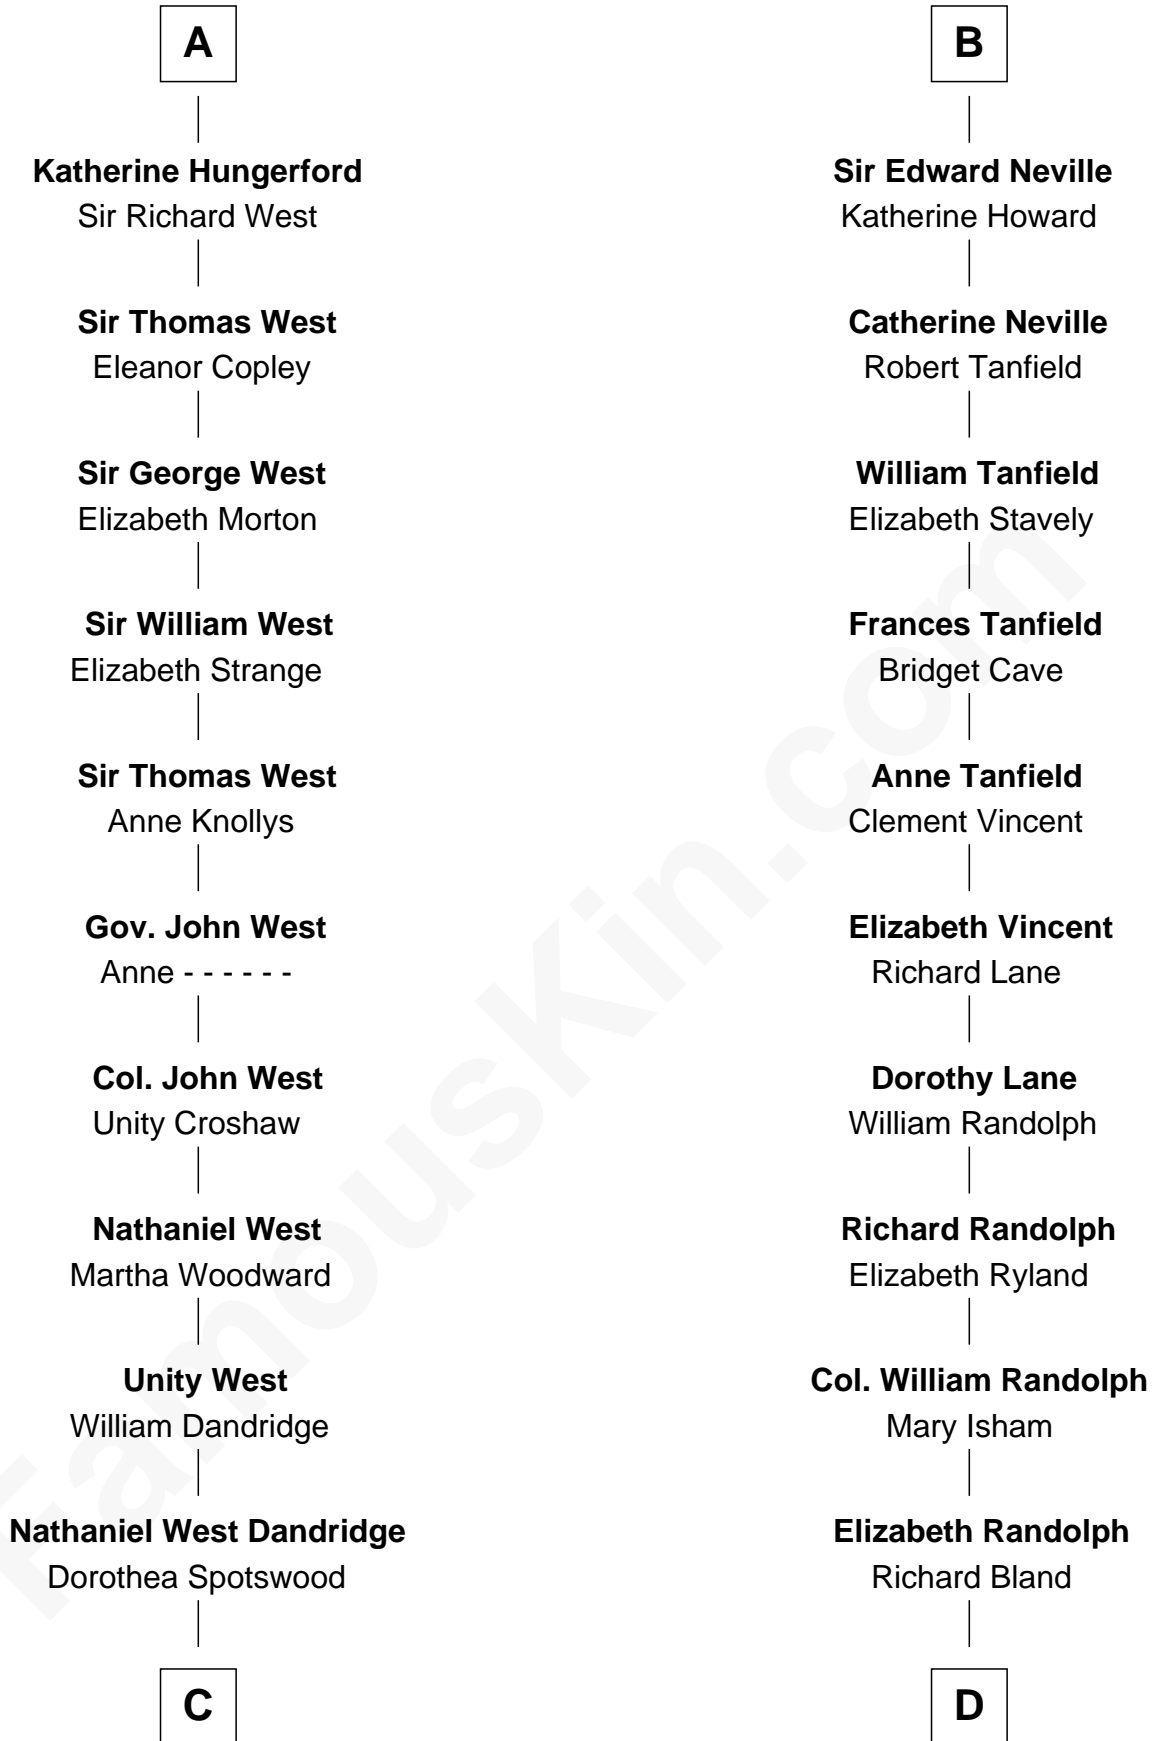 A
Katherine Hungerford
Sir Richard West
Sir Thomas West
Eleanor Copley
Sir George West
Elizabeth Morton
Sir William West
Elizabeth Strange
Sir Thomas West
Anne Knollys
Gov. John West
Anne - - - - - -
Col. John West
Unity Croshaw
Nathaniel West
Martha Woodward
Unity West
William Dandridge
Nathaniel West Dandridge
Dorothea Spotswood
C
B
Sir Edward Neville
Katherine Howard
Catherine Neville
Robert Tanfield
William Tanfield
Elizabeth Stavely
Frances Tanfield
Bridget Cave
Anne Tanfield
Clement Vincent
Elizabeth Vincent
Richard Lane
Dorothy Lane
William Randolph
Richard Randolph
Elizabeth Ryland
Col. William Randolph
Mary Isham
Elizabeth Randolph
Richard Bland
D
FamousKin.com